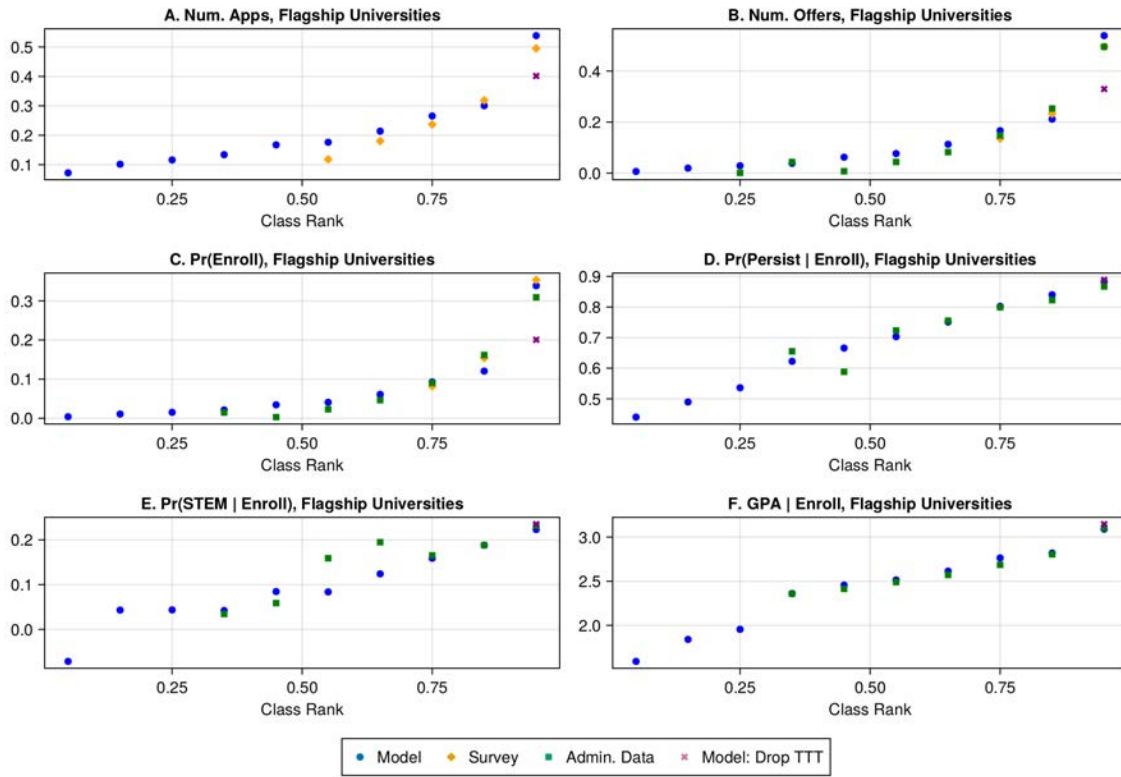 A. Num. Apps, Flagship Universities
0.5
0.4
0.3
0.2
0.1
0.25 0.50 0.75
Class Rank
B. Num. Offers, Flagship Universities
0.4
0.2
0.0
0.25 0.50 0.75
Class Rank
C. Pr(Enroll), Flagship Universities
0.3
0.2
0.1
0.0
0.25 0.50 0.75
Class Rank
D. Pr(Persist | Enroll), Flagship Universities
0.9
0.8
0.7
0.6
0.5
0.25 0.50 0.75
Class Rank
E. Pr(STEM | Enroll), Flagship Universities
0.2
0.1
0.0
0.25 0.50 0.75
Class Rank
F. GPA | Enroll, Flagship Universities
3.0
2.5
2.0
0.25 0.50 0.75
Class Rank
Model Survey Admin. Data Model: Drop TTT